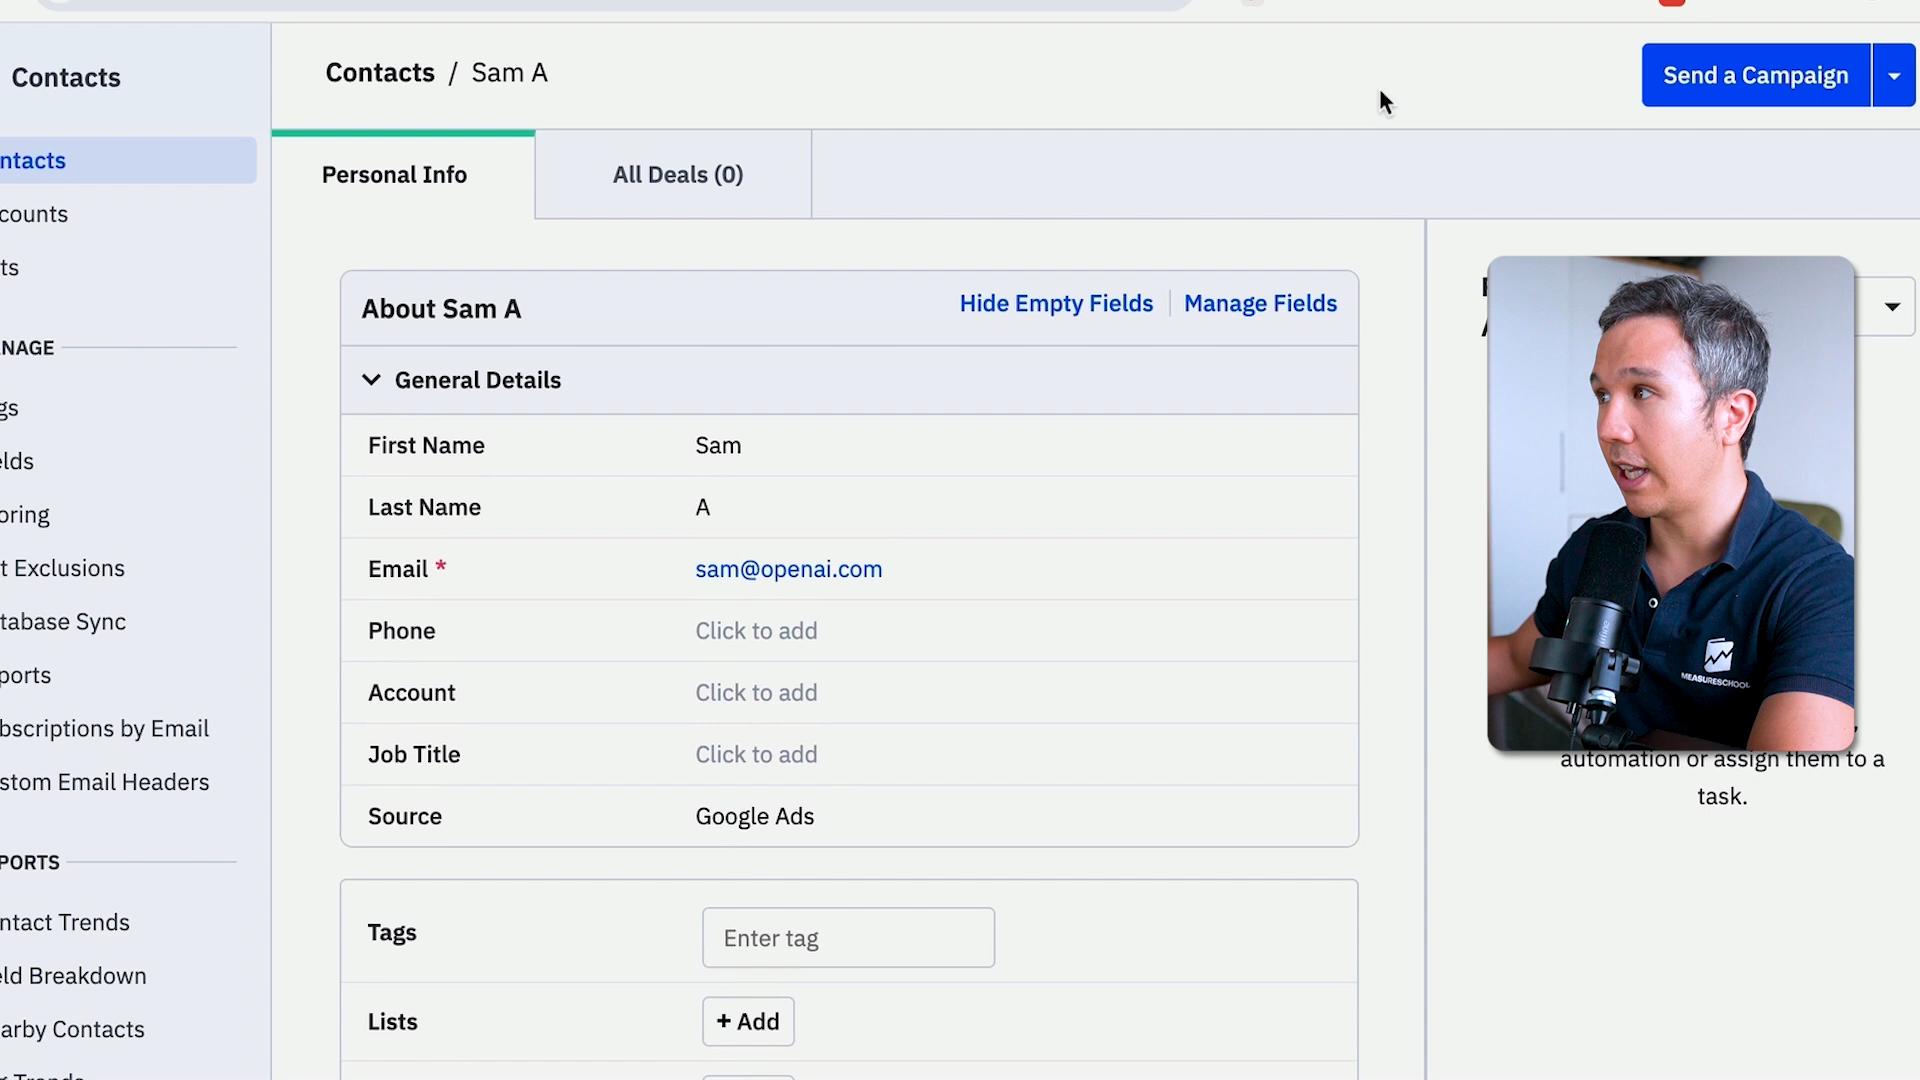 Contacts
ntacts
counts
ts
NAGE
gs
elds
oring
t Exclusions
tabase Sync
ports
bscriptions by Email
stom Email Headers
PORTS
ntact Trends
eld Breakdown
arby Contacts
Contacts / Sam A
Send a Campaign
Personal Info
All Deals (0)
About Sam A
Hide Empty Fields
Manage Fields
General Details
First Name Sam
Last Name A
Email * sam@openai.com
Phone Click to add
Account Click to add
Job Title Click to add
Source Google Ads
Tags Enter tag
Lists + Add
MEASURESCHOOL
automation or assign them to a
task.